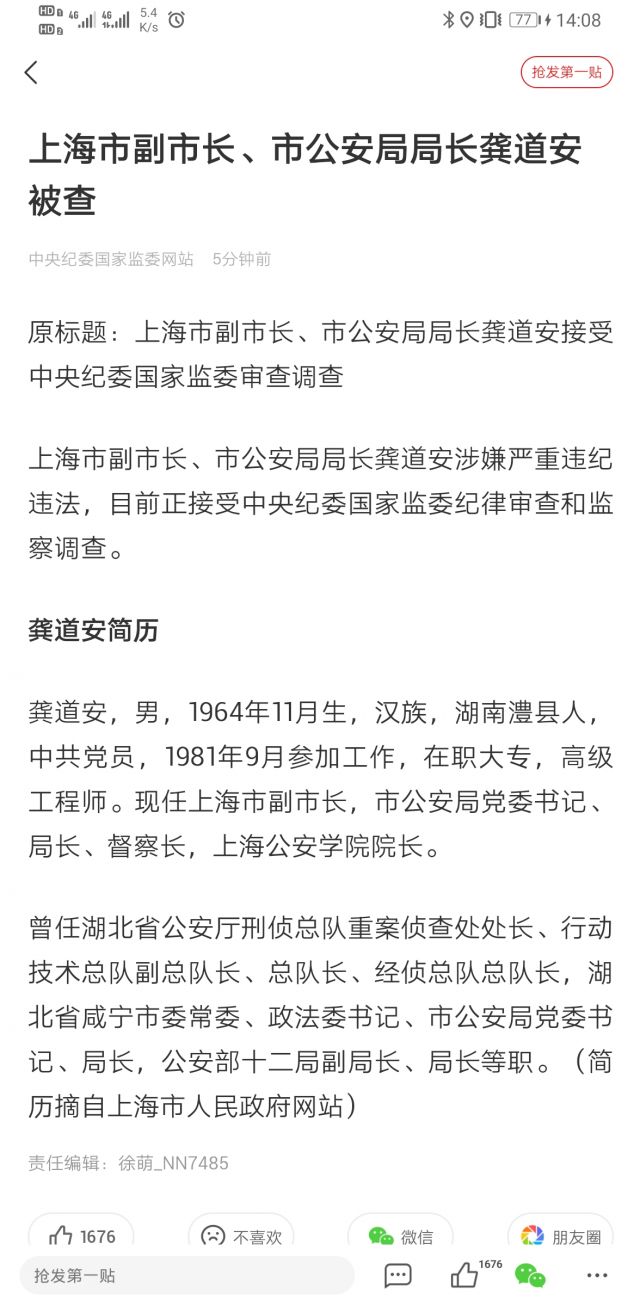 HD 1 4G 4G 5.4 K/s 77 14:08
HD 2
抢发第一贴
上海市副市长、市公安局局长龚道安
被查
中央纪委国家监委网站 5分钟前
原标题：上海市副市长、市公安局局长龚道安接受
中央纪委国家监委审查调查
上海市副市长、市公安局局长龚道安涉嫌严重违纪
违法，目前正接受中央纪委国家监委纪律审查和监
察调查。
龚道安简历
龚道安，男，1964年11月生，汉族，湖南澧县人，
中共党员，1981年9月参加工作，在职大专，高级
工程师。现任上海市副市长，市公安局党委书记、
局长、督察长，上海公安学院院长。
曾任湖北省公安厅刑侦总队重案侦查处处长、行动
技术总队副总队长、总队长、经侦总队总队长，湖
北省咸宁市委常委、政法委书记、市公安局党委书
记、局长，公安部十二局副局长、局长等职。（简
历摘自上海市人民政府网站）
责任编辑：徐萌_NN7485
1676 不喜欢 微信 朋友圈
抢发第一贴 1676